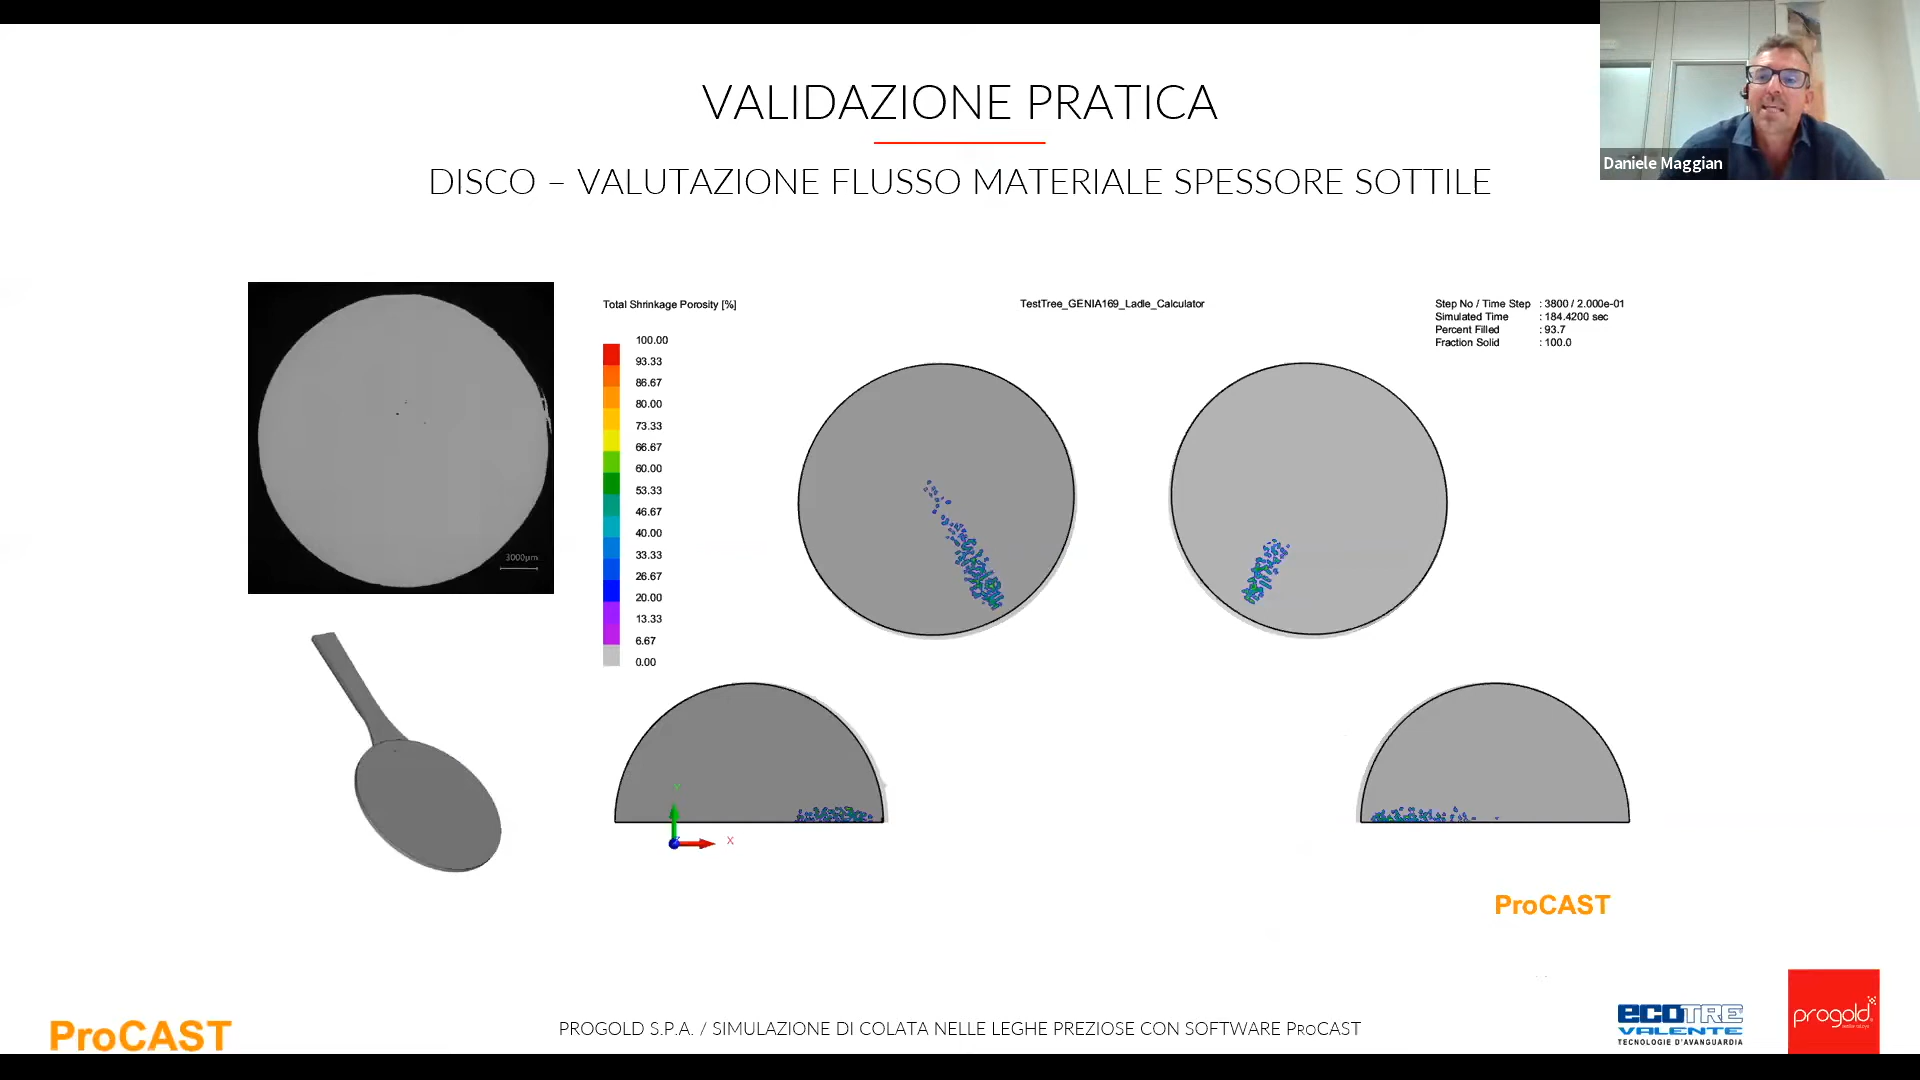 VALIDAZIONE PRATICA
DISCO – VALUTAZIONE FLUSSO MATERIALE SPESSORE SOTTILE
Daniele Maggian
3000µm
Total Shrinkage Porosity [%]
100.00
93.33
86.67
80.00
73.33
66.67
60.00
53.33
46.67
40.00
33.33
26.67
20.00
13.33
6.67
0.00
TestTree_GENIA169_Ladle_Calculator
Step No / Time Step : 3800 / 2.000e-01
Simulated Time : 184.4200 sec
Percent Filled : 93.7
Fraction Solid : 100.0
Y
X
ProCAST
ProCAST
PROGOLD S.P.A. / SIMULAZIONE DI COLATA NELLE LEGHE PREZIOSE CON SOFTWARE PROCAST
ECOTRE
VALENTE
TECNOLOGIE D'AVANGUARDIA
progold